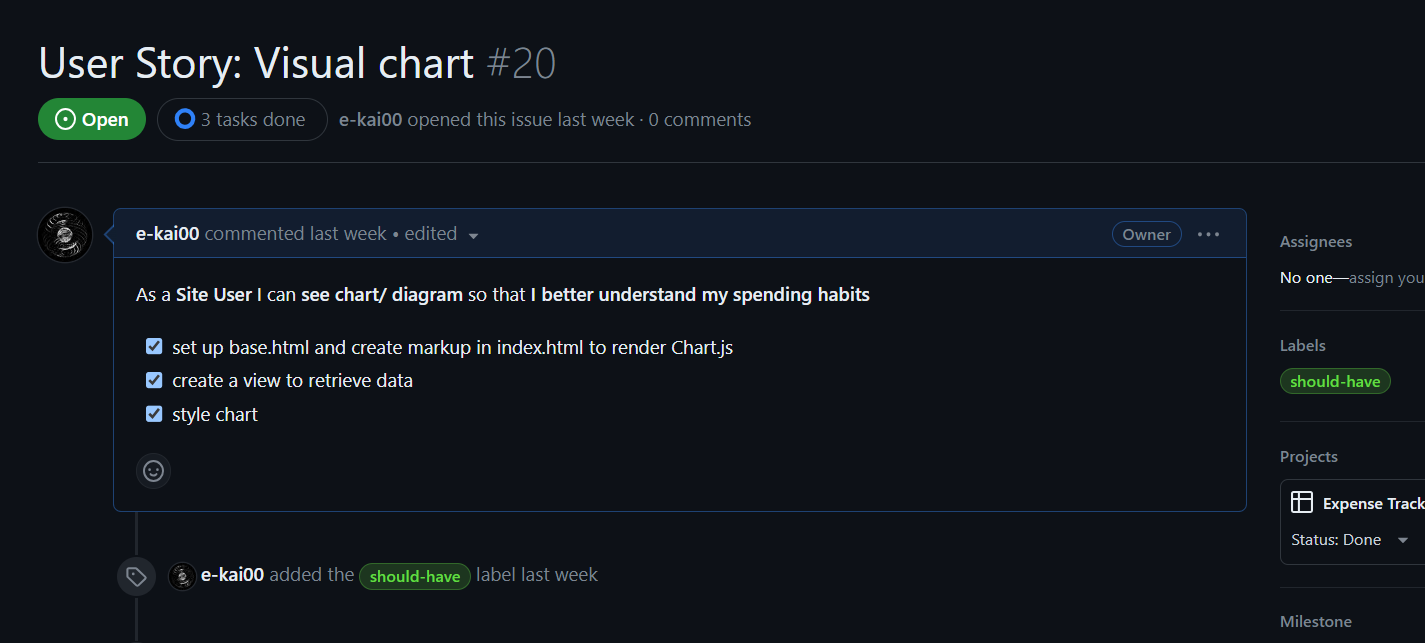 User Story: Visual chart #20
Open 3 tasks done e-kai00 opened this issue last week · 0 comments
e-kai00 commented last week • edited Owner
As a Site User I can see chart/ diagram so that I better understand my spending habits
set up base.html and create markup in index.html to render Chart.js
create a view to retrieve data
style chart
e-kai00 added the should-have label last week
Assignees
No one—assign you
Labels
should-have
Projects
Expense Track
Status: Done
Milestone